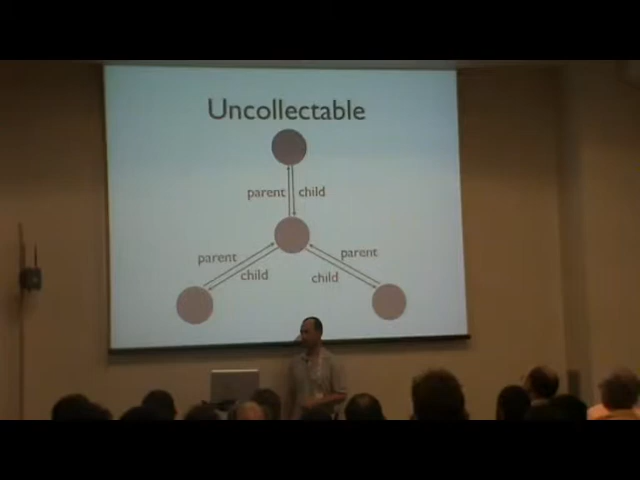 Uncollectable
parent child
parent
child
parent
child